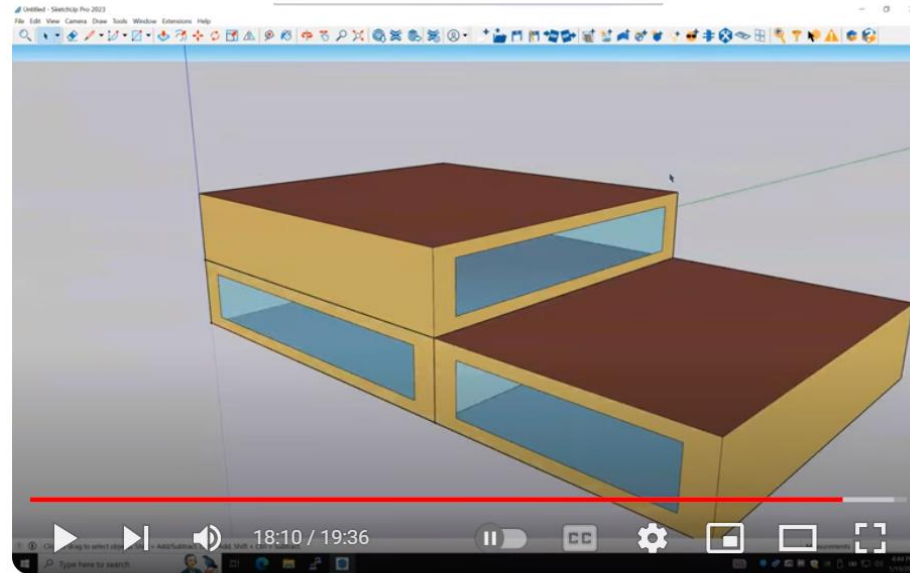 Untitled - SketchUp Pro 2023
File Edit View Camera Draw Tools Window Extensions Help
18:10 / 19:36
CC
Type here to search